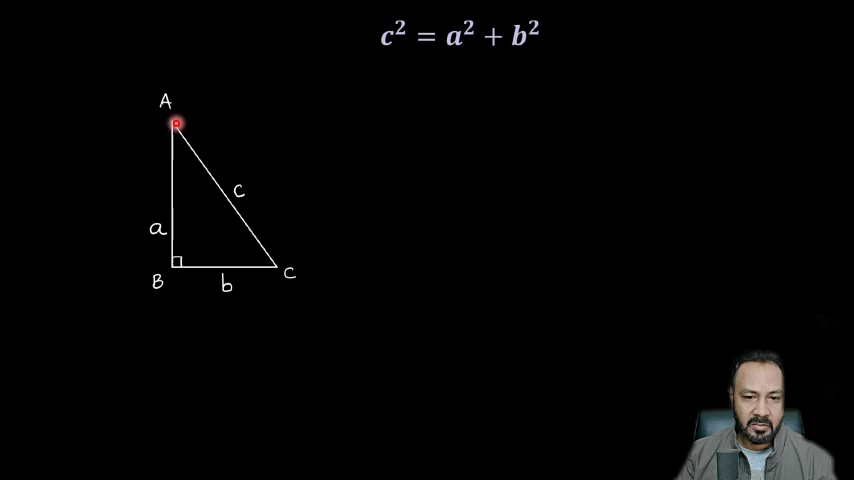 c² = a² + b²
A
c
a
B
b
C